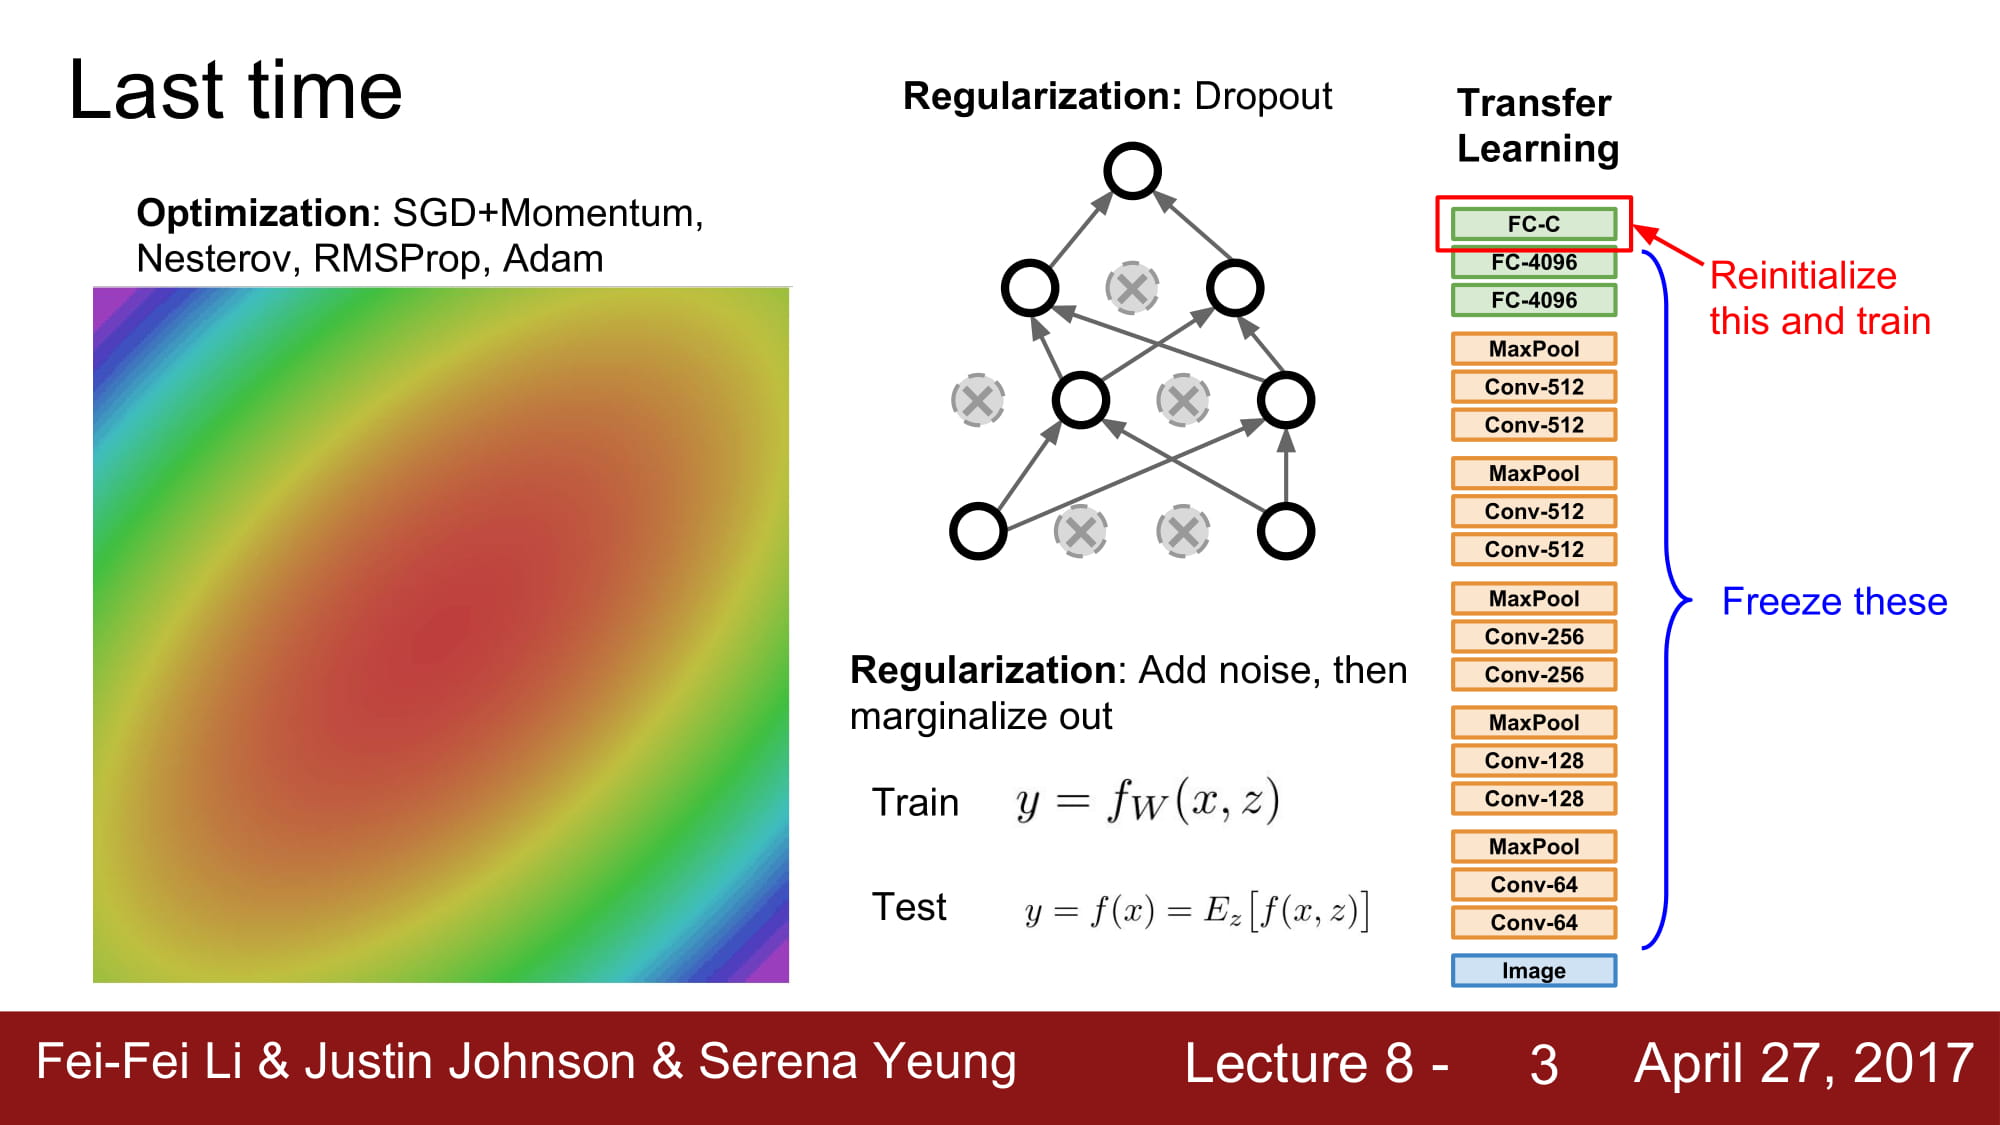 Last time
Optimization: SGD+Momentum,
Nesterov, RMSProp, Adam
Regularization: Dropout
Regularization: Add noise, then
marginalize out
Train y = f_W(x, z)
Test y = f(x) = E_z[f(x, z)]
Transfer
Learning
FC-C
FC-4096
FC-4096
MaxPool
Conv-512
Conv-512
MaxPool
Conv-512
Conv-512
MaxPool
Conv-256
Conv-256
MaxPool
Conv-128
Conv-128
MaxPool
Conv-64
Conv-64
Image
Reinitialize
this and train
Freeze these
Fei-Fei Li & Justin Johnson & Serena Yeung Lecture 8 - 3 April 27, 2017